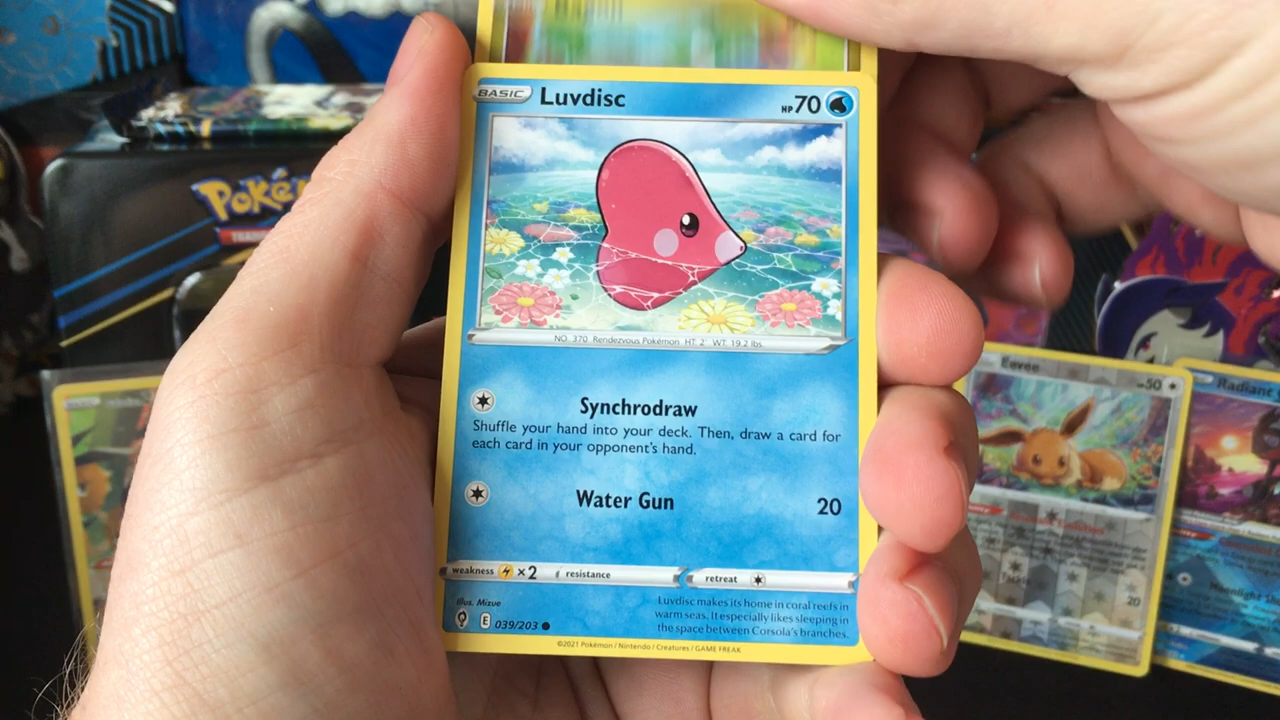 BASIC Luvdisc HP 70
NO. 370 Rendezvous Pokémon HT: 2' WT: 19.2 lbs.
Synchrodraw
Shuffle your hand into your deck. Then, draw a card for
each card in your opponent's hand.
Water Gun 20
weakness ×2 resistance retreat
Illus. Mizue
E 039/203
Luvdisc makes its home in coral reefs in
warm seas. It especially likes sleeping in
the space between Corsola's branches.
©2021 Pokémon / Nintendo / Creatures / GAME FREAK
Poké
Eevee 50
20
Radiant